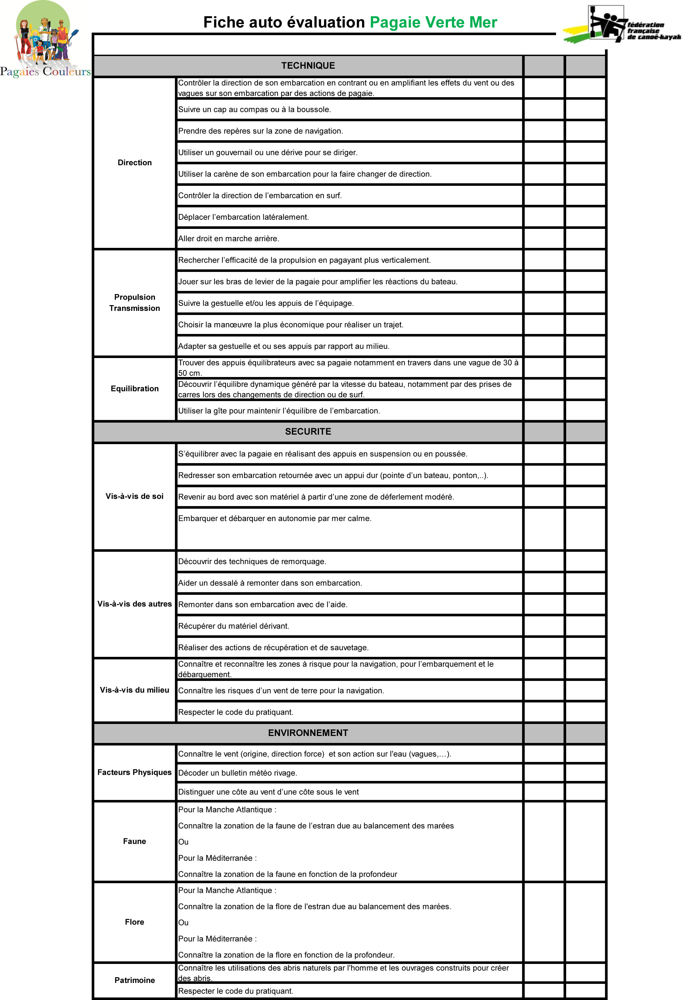 Fiche auto évaluation Pagaie Verte Mer
fédération
française
de canoë-kayak
Pagaies Couleurs
TECHNIQUE
Direction
Contrôler la direction de son embarcation en contrant ou en amplifiant les effets du vent ou des
vagues sur son embarcation par des actions de pagaie.
Suivre un cap au compas ou à la boussole.
Prendre des repères sur la zone de navigation.
Utiliser un gouvernail ou une dérive pour se diriger.
Utiliser la carène de son embarcation pour la faire changer de direction.
Contrôler la direction de l’embarcation en surf.
Déplacer l’embarcation latéralement.
Aller droit en marche arrière.
Propulsion
Transmission
Rechercher l’efficacité de la propulsion en pagayant plus verticalement.
Jouer sur les bras de levier de la pagaie pour amplifier les réactions du bateau.
Suivre la gestuelle et/ou les appuis de l’équipage.
Choisir la manœuvre la plus économique pour réaliser un trajet.
Adapter sa gestuelle et ou ses appuis par rapport au milieu.
Equilibration
Trouver des appuis équilibrateurs avec sa pagaie notamment en travers dans une vague de 30 à
50 cm.
Découvrir l’équilibre dynamique généré par la vitesse du bateau, notamment par des prises de
carres lors des changements de direction ou de surf.
Utiliser la gîte pour maintenir l’équilibre de l’embarcation.
SECURITE
Vis-à-vis de soi
S’équilibrer avec la pagaie en réalisant des appuis en suspension ou en poussée.
Redresser son embarcation retournée avec un appui dur (pointe d’un bateau, ponton,..).
Revenir au bord avec son matériel à partir d’une zone de déferlement modéré.
Embarquer et débarquer en autonomie par mer calme.
Vis-à-vis des autres
Découvrir des techniques de remorquage.
Aider un dessalé à remonter dans son embarcation.
Remonter dans son embarcation avec de l’aide.
Récupérer du matériel dérivant.
Réaliser des actions de récupération et de sauvetage.
Vis-à-vis du milieu
Connaître et reconnaître les zones à risque pour la navigation, pour l’embarquement et le
débarquement.
Connaître les risques d’un vent de terre pour la navigation.
Respecter le code du pratiquant.
ENVIRONNEMENT
Facteurs Physiques
Connaître le vent (origine, direction force)  et son action sur l'eau (vagues,…).
Décoder un bulletin météo rivage.
Distinguer une côte au vent d’une côte sous le vent
Faune
Pour la Manche Atlantique :
Connaître la zonation de la faune de l’estran due au balancement des marées
Ou
Pour la Méditerranée :
Connaître la zonation de la faune en fonction de la profondeur
Flore
Pour la Manche Atlantique :
Connaître la zonation de la flore de l'estran due au balancement des marées.
Ou
Pour la Méditerranée :
Connaître la zonation de la flore en fonction de la profondeur.
Patrimoine
Connaître les utilisations des abris naturels par l'homme et les ouvrages construits pour créer
des abris.
Respecter le code du pratiquant.